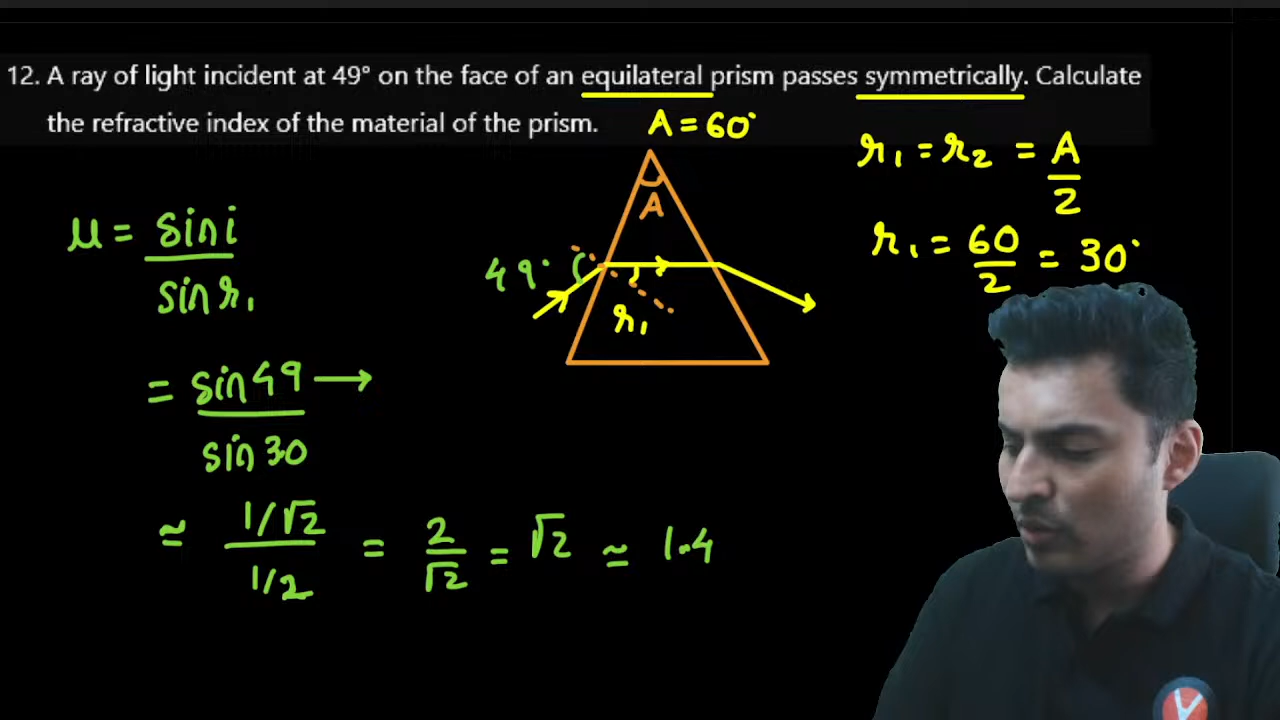 12. A ray of light incident at 49° on the face of an equilateral prism passes symmetrically. Calculate
the refractive index of the material of the prism.
A = 60°
r₁ = r₂ = A/2
r₁ = 60/2 = 30°
A
49°
r₁
μ = sin i / sin r₁
= sin 49 / sin 30 →
≃ 1/√2 / 1/2 = 2/√2 = √2 ≃ 1.4